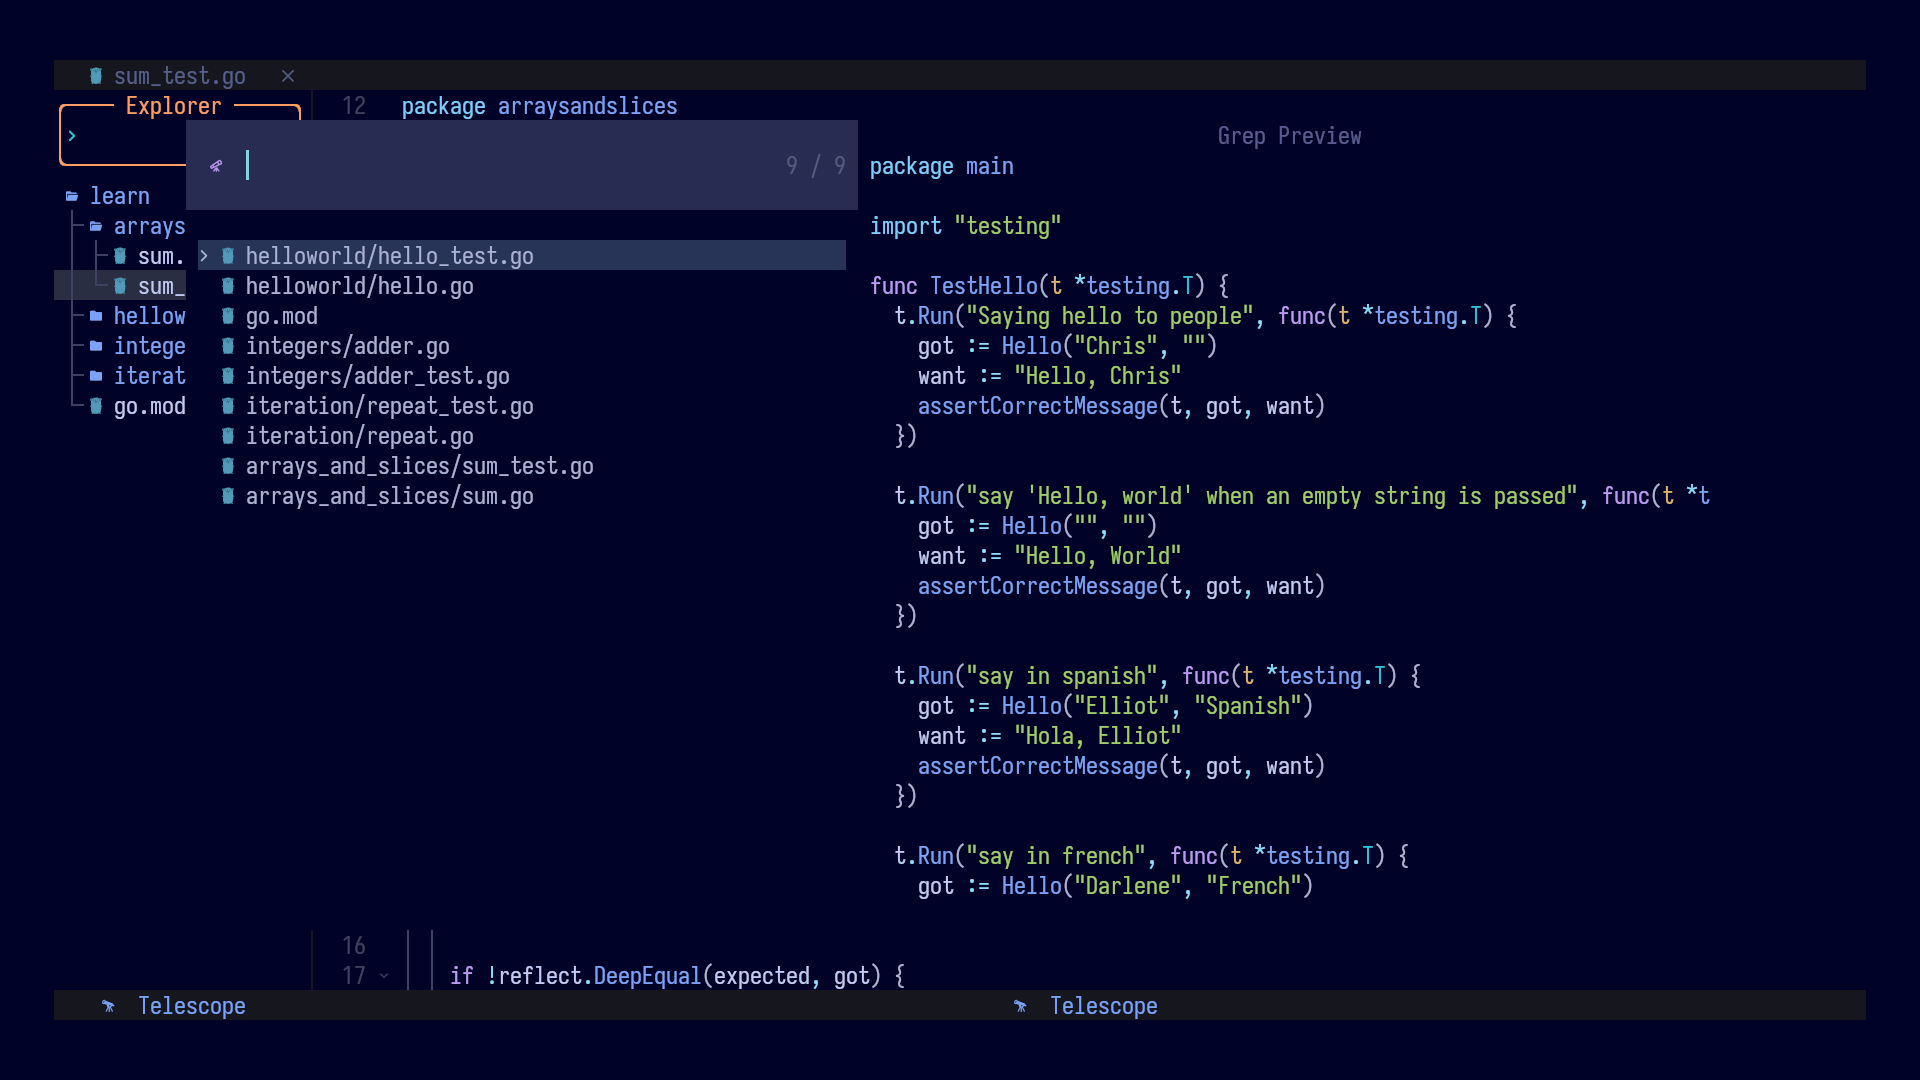 sum_test.go ×
Explorer
12 package arraysandslices
>
9 / 9
learn
arrays
sum.
sum_
hellow
intege
iterat
go.mod
> helloworld/hello_test.go
helloworld/hello.go
go.mod
integers/adder.go
integers/adder_test.go
iteration/repeat_test.go
iteration/repeat.go
arrays_and_slices/sum_test.go
arrays_and_slices/sum.go
Grep Preview
package main
import "testing"
func TestHello(t *testing.T) {
t.Run("Saying hello to people", func(t *testing.T) {
got := Hello("Chris", "")
want := "Hello, Chris"
assertCorrectMessage(t, got, want)
})
t.Run("say 'Hello, world' when an empty string is passed", func(t *t
got := Hello("", "")
want := "Hello, World"
assertCorrectMessage(t, got, want)
})
t.Run("say in spanish", func(t *testing.T) {
got := Hello("Elliot", "Spanish")
want := "Hola, Elliot"
assertCorrectMessage(t, got, want)
})
t.Run("say in french", func(t *testing.T) {
got := Hello("Darlene", "French")
16
17 if !reflect.DeepEqual(expected, got) {
Telescope
Telescope